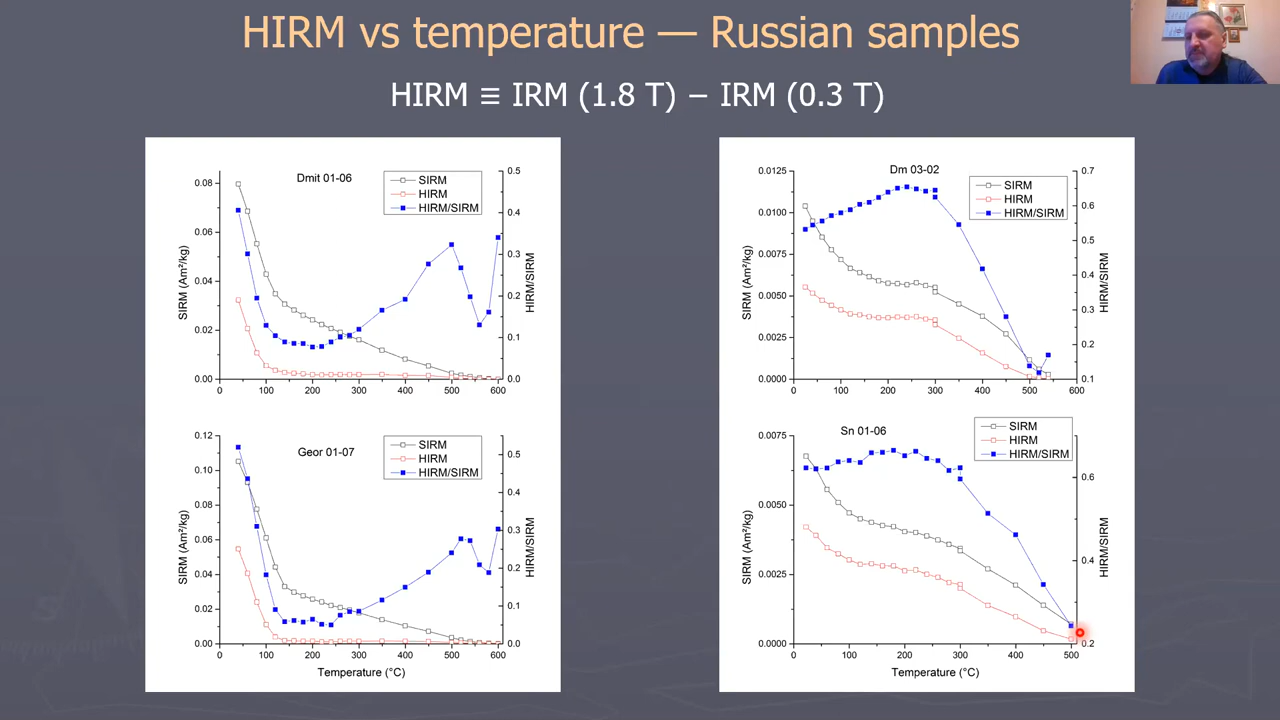 HIRM vs temperature — Russian samples
HIRM ≡ IRM (1.8 T) − IRM (0.3 T)
Dmit 01-06
SIRM
HIRM
HIRM/SIRM
SIRM (Am²/kg)
HIRM/SIRM
0.08
0.06
0.04
0.02
0.00
0.5
0.4
0.3
0.2
0.1
0.0
0 100 200 300 400 500 600
Dm 03-02
SIRM
HIRM
HIRM/SIRM
SIRM (Am²/kg)
HIRM/SIRM
0.0125
0.0100
0.0075
0.0050
0.0025
0.0000
0.7
0.6
0.5
0.4
0.3
0.2
0.1
0 100 200 300 400 500 600
Geor 01-07
SIRM
HIRM
HIRM/SIRM
SIRM (Am²/kg)
HIRM/SIRM
0.12
0.10
0.08
0.06
0.04
0.02
0.00
0.5
0.4
0.3
0.2
0.1
0.0
0 100 200 300 400 500 600
Temperature (°C)
Sn 01-06
SIRM
HIRM
HIRM/SIRM
SIRM (Am²/kg)
HIRM/SIRM
0.0075
0.0050
0.0025
0.0000
0.6
0.4
0.2
0 100 200 300 400 500
Temperature (°C)